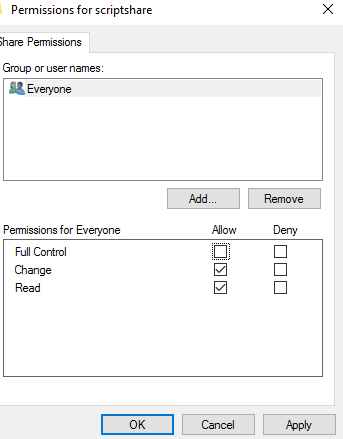 Permissions for scriptshare
Share Permissions
Group or user names:
Everyone
Add...
Remove
Permissions for Everyone
Allow
Deny
Full Control
Change
Read
OK
Cancel
Apply